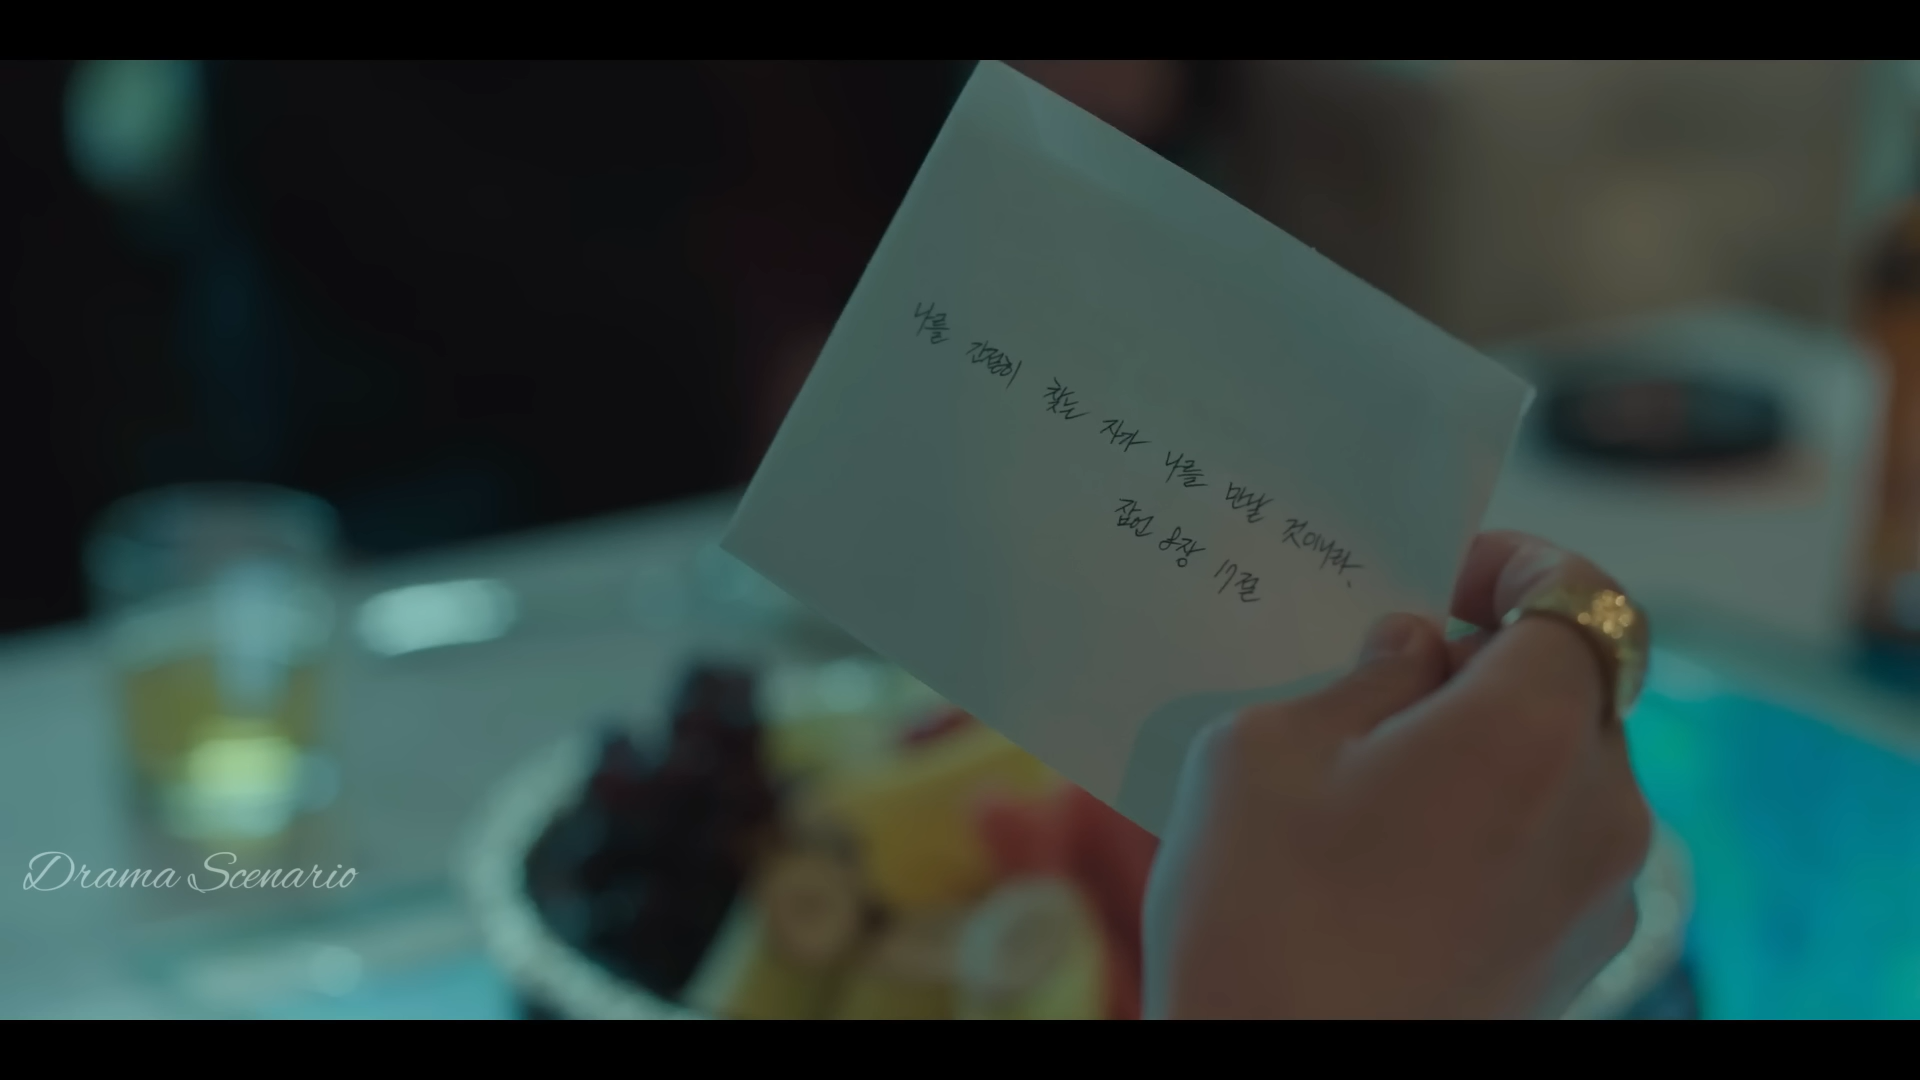 나를 간절히 찾는 자가 나를 만날 것이니라.
잠언 8장 17절
Drama Scenario